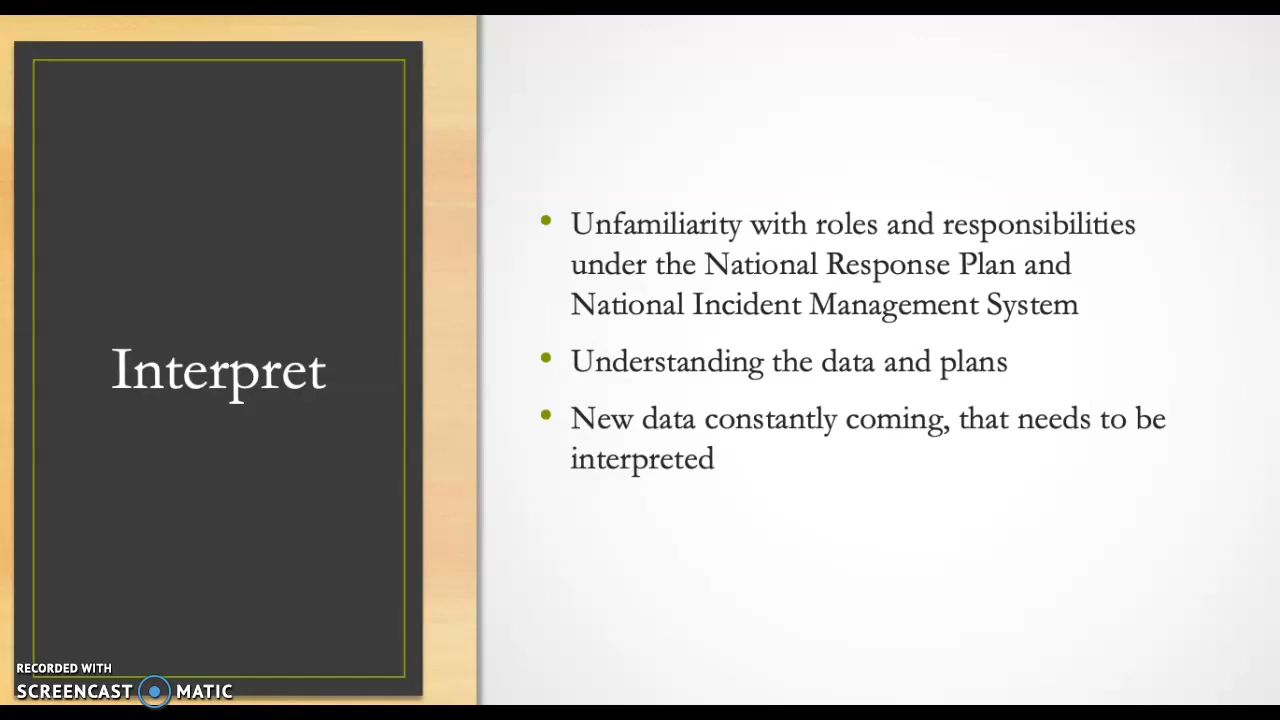 Interpret
• Unfamiliarity with roles and responsibilities
under the National Response Plan and
National Incident Management System
• Understanding the data and plans
• New data constantly coming, that needs to be
interpreted
RECORDED WITH
SCREENCAST MATIC